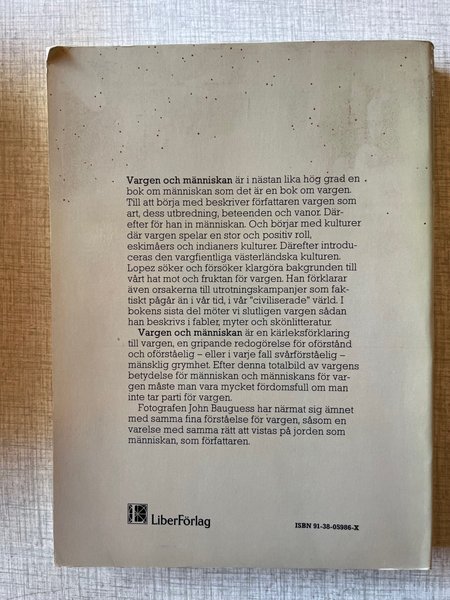 Vargen och människan är i nästan lika hög grad en
bok om människan som det är en bok om vargen.
Till att börja med beskriver författaren vargen som
art, dess utbredning, beteenden och vanor. Där-
efter för han in människan. Och börjar med kulturer
där vargen spelar en stor och positiv roll,
eskimåers och indianers kulturer. Därefter introdu-
ceras den vargfientliga västerländska kulturen.
Lopez söker och försöker klargöra bakgrunden till
vårt hat mot och fruktan för vargen. Han förklarar
även orsakerna till utrotningskampanjer som fak-
tiskt pågår än i vår tid, i vår "civiliserade" värld. I
bokens sista del möter vi slutligen vargen sådan
han beskrivs i fabler, myter och skönlitteratur.
Vargen och människan är en kärleksförklaring
till vargen, en gripande redogörelse för oförstånd
och oförståelig – eller i varje fall svårförståelig –
mänsklig grymhet. Efter denna totalbild av vargens
betydelse för människan och människans för var-
gen måste man vara mycket fördomsfull om man
inte tar parti för vargen.
Fotografen John Bauguess har närmat sig ämnet
med samma fina förståelse för vargen, såsom en
varelse med samma rätt att vistas på jorden som
människan, som författaren.
LiberFörlag
ISBN 91-38-05986-X